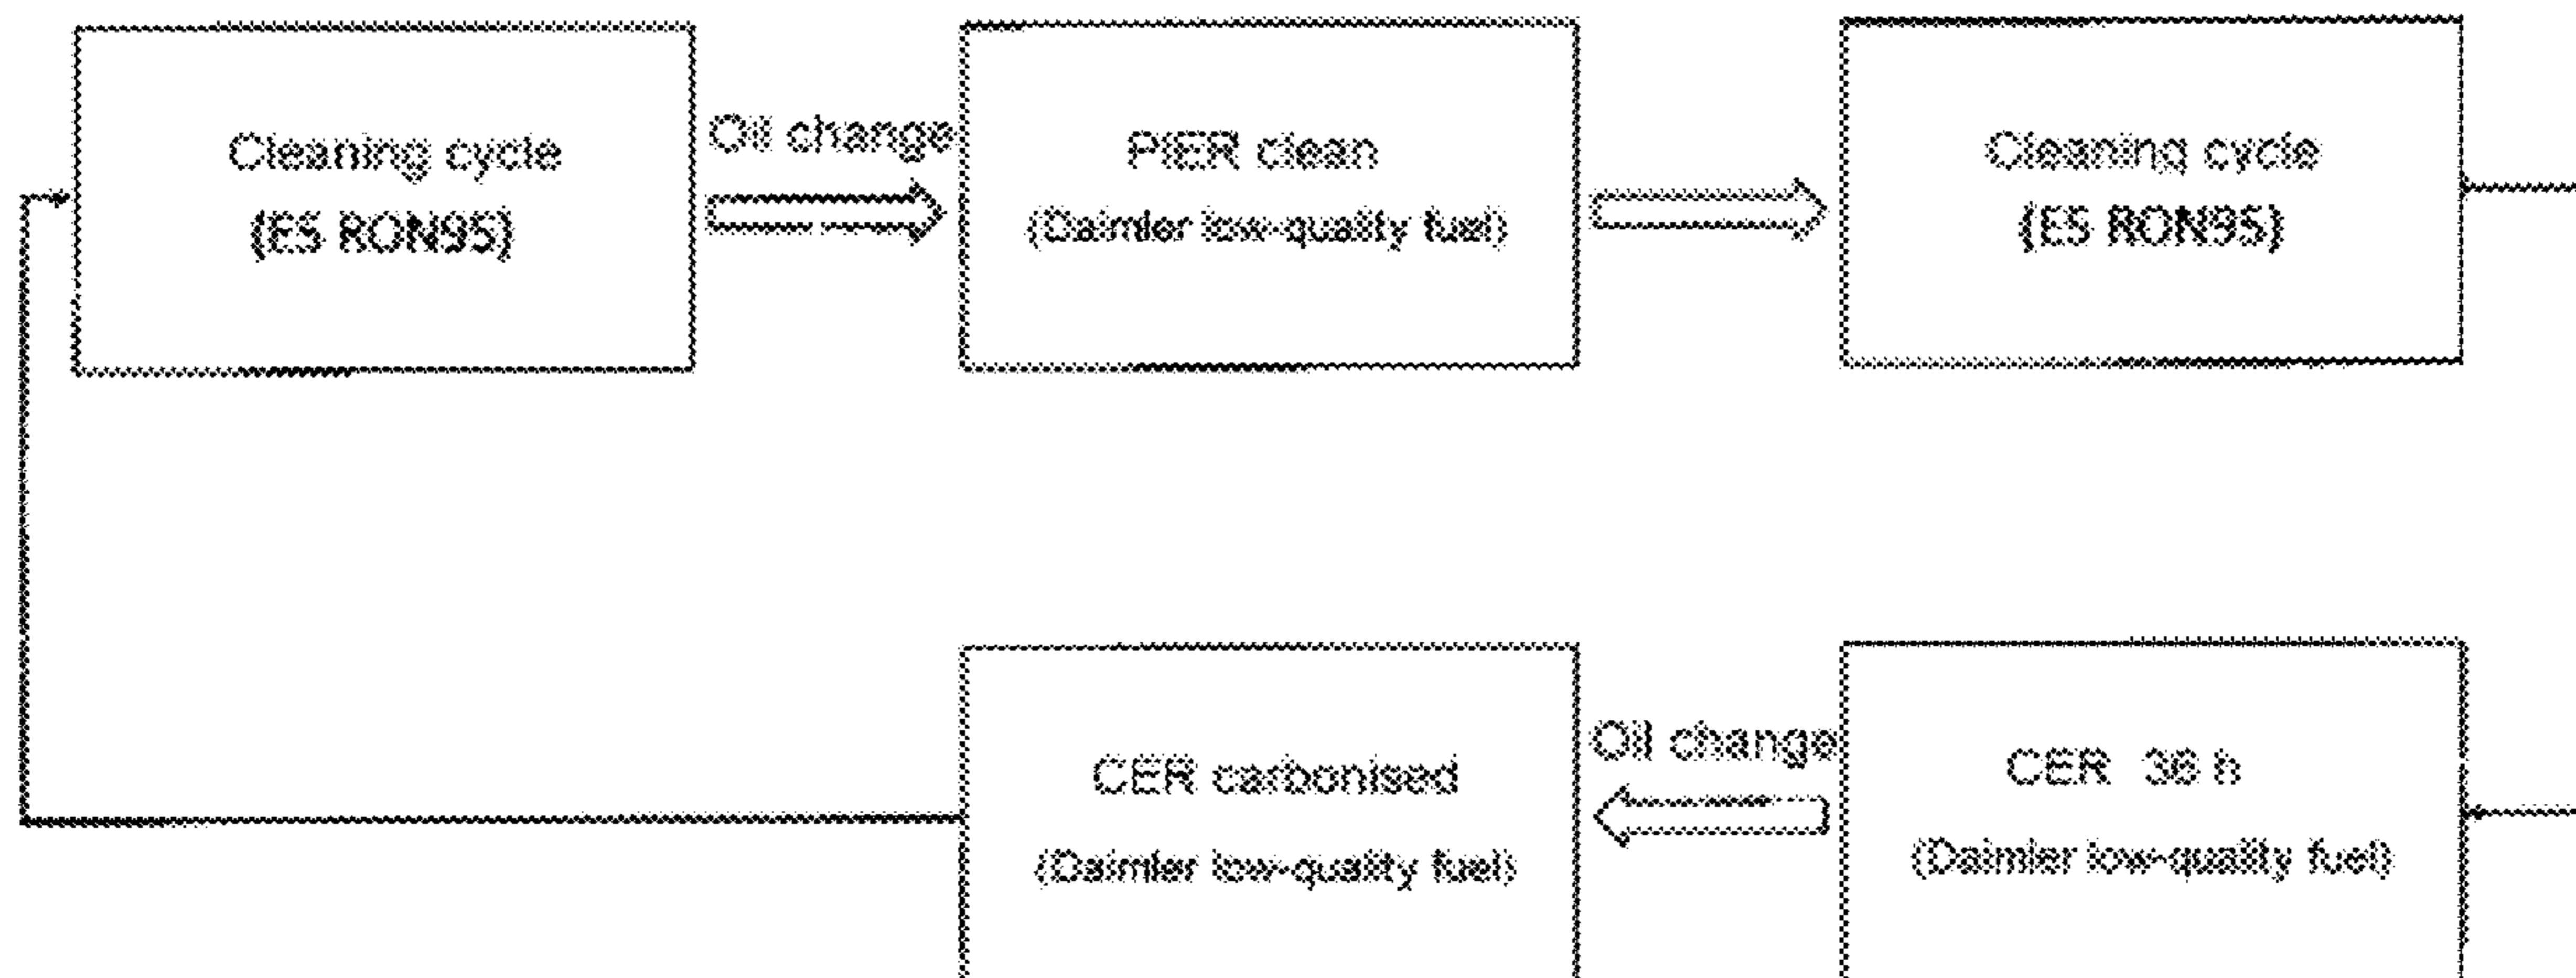 Cleaning cycle
(E5 RON95)
Oil change
PIER clean
(Daimler low-quality fuel)
Cleaning cycle
(E5 RON95)
CER carbonised
(Daimler low-quality fuel)
Oil change
CER 36 h
(Daimler low-quality fuel)